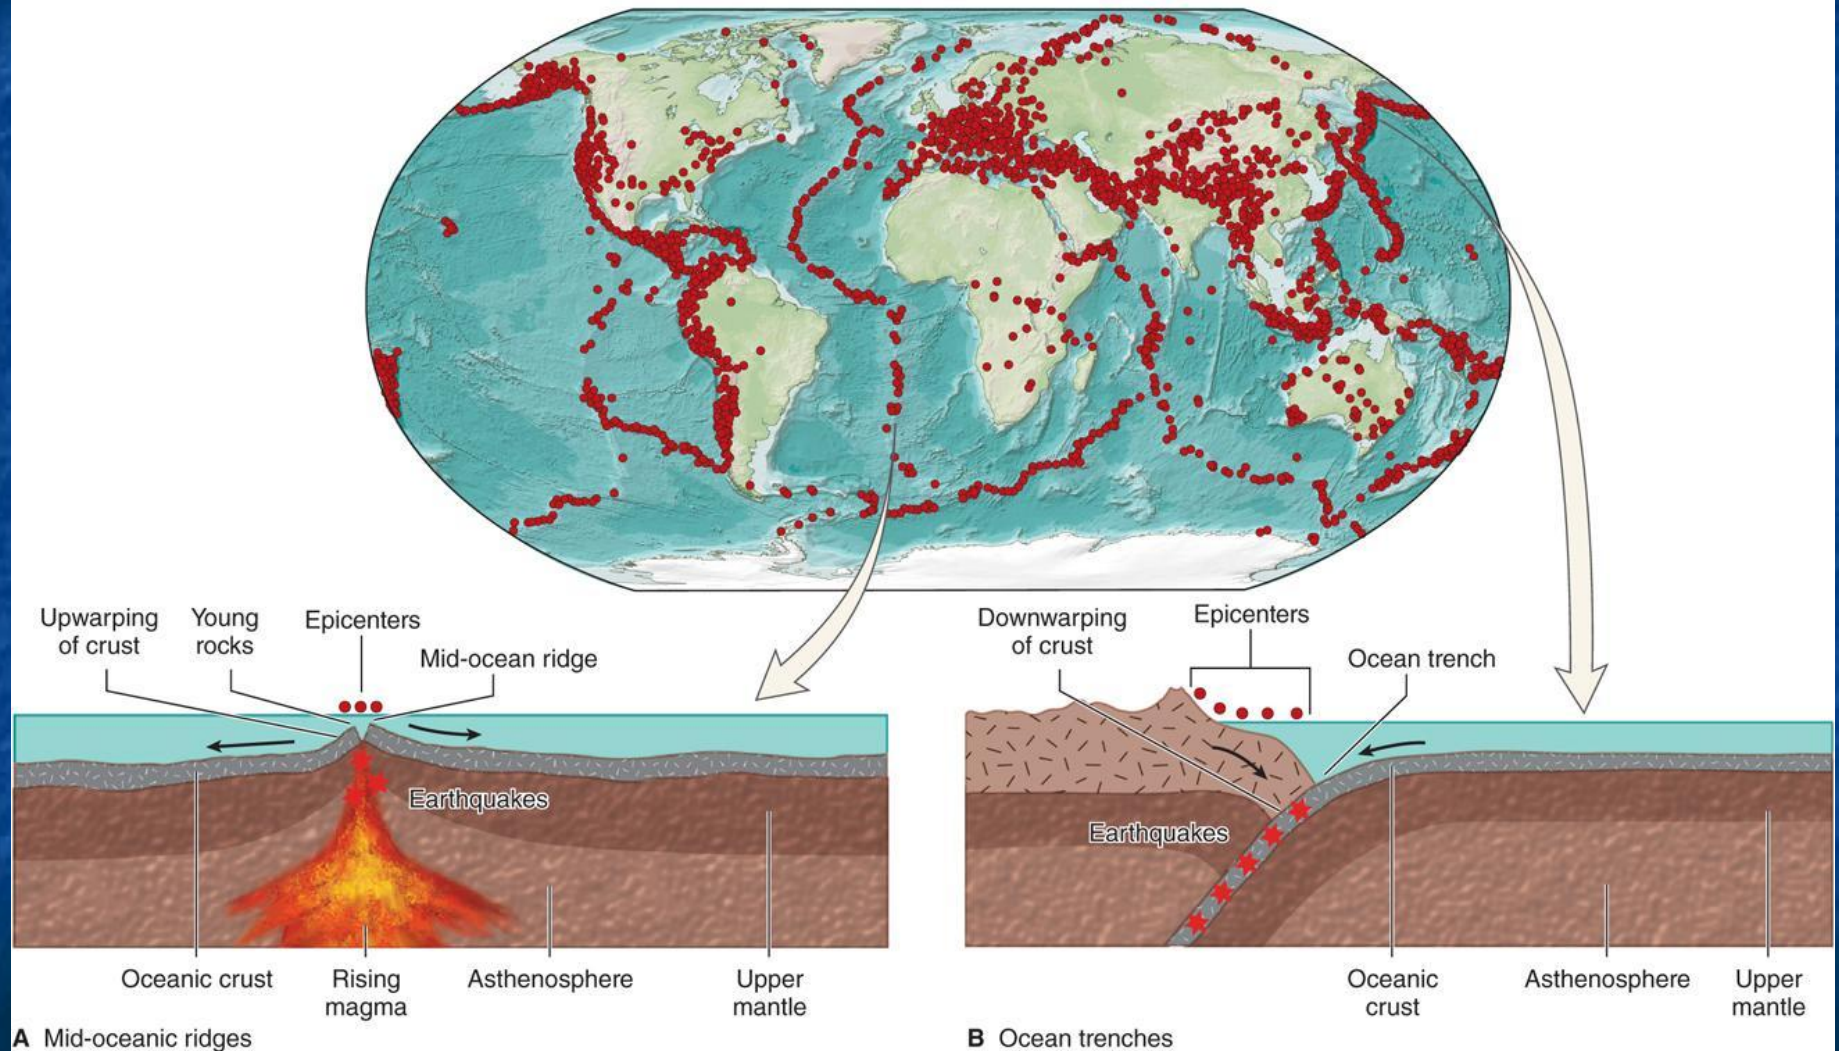 Upwarping
of crust
Young
rocks
Epicenters
Mid-ocean ridge
Earthquakes
Oceanic crust
Rising
magma
Asthenosphere
Upper
mantle
A Mid-oceanic ridges
Downwarping
of crust
Epicenters
Ocean trench
Earthquakes
Oceanic
crust
Asthenosphere
Upper
mantle
B Ocean trenches